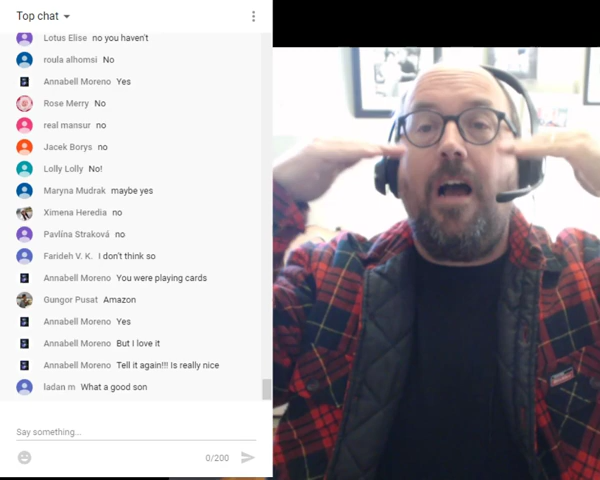 Top chat
Lotus Elise no you haven't
roula alhomsi No
Annabell Moreno Yes
Rose Merry No
real mansur no
Jacek Borys no
Lolly Lolly No!
Maryna Mudrak maybe yes
Ximena Heredia no
Pavlína Straková no
Farideh V. K. I don't think so
Annabell Moreno You were playing cards
Gungor Pusat Amazon
Annabell Moreno Yes
Annabell Moreno But I love it
Annabell Moreno Tell it again!!! Is really nice
ladan m What a good son
Say something...
0/200